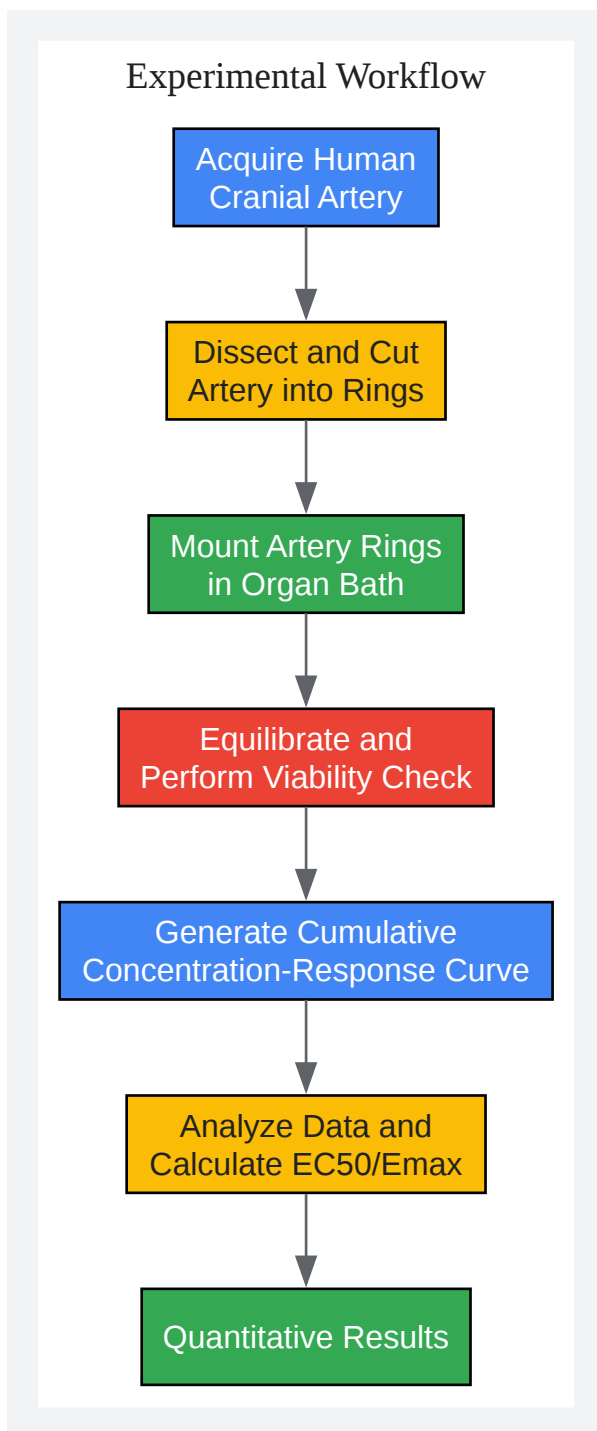 Experimental Workflow
Acquire Human
Cranial Artery
Dissect and Cut
Artery into Rings
Mount Artery Rings
in Organ Bath
Equilibrate and
Perform Viability Check
Generate Cumulative
Concentration-Response Curve
Analyze Data and
Calculate EC50/Emax
Quantitative Results